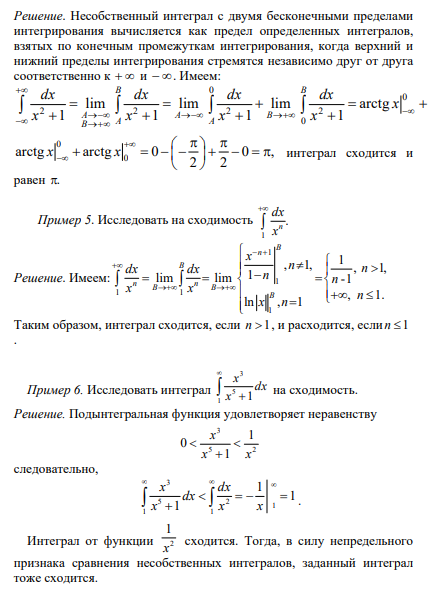 Решение. Несобственный интеграл с двумя бесконечными пределами
интегрирования вычисляется как предел определенных интегралов,
взятых по конечным промежуткам интегрирования, когда верхний и
нижний пределы интегрирования стремятся независимо друг от друга
соответственно к + ∞ и − ∞. Имеем:
∫_{−∞}^{+∞} dx/(x² + 1) = lim_{A→−∞, B→+∞} ∫_A^B dx/(x² + 1) = lim_{A→−∞} ∫_A^0 dx/(x² + 1) + lim_{B→+∞} ∫_0^B dx/(x² + 1) = arctg x|_{−∞}^0 +
arctg x|_{−∞}^0 + arctg x|_0^{+∞} = 0 − (− π/2) + π/2 − 0 = π, интеграл сходится и
равен π.
Пример 5. Исследовать на сходимость ∫_1^{+∞} dx/xⁿ.
Решение. Имеем: ∫_1^{+∞} dx/xⁿ = lim_{B→+∞} ∫_1^B dx/xⁿ = lim_{B→+∞} { x^{−n+1}/(1−n) |_1^B , n≠1, ln|x| |_1^B , n=1 = { 1/(n-1), n >1, +∞, n ≤1.
Таким образом, интеграл сходится, если n >1, и расходится, если n ≤1
.
Пример 6. Исследовать интеграл ∫_1^∞ x³/(x⁵ +1) dx на сходимость.
Решение. Подынтегральная функция удовлетворяет неравенству
0 < x³/(x⁵ +1) < 1/x²
следовательно,
∫_1^∞ x³/(x⁵ +1) dx < ∫_1^∞ dx/x² = − 1/x |_1^∞ = 1 .
Интеграл от функции 1/x² сходится. Тогда, в силу непредельного
признака сравнения несобственных интегралов, заданный интеграл
тоже сходится.